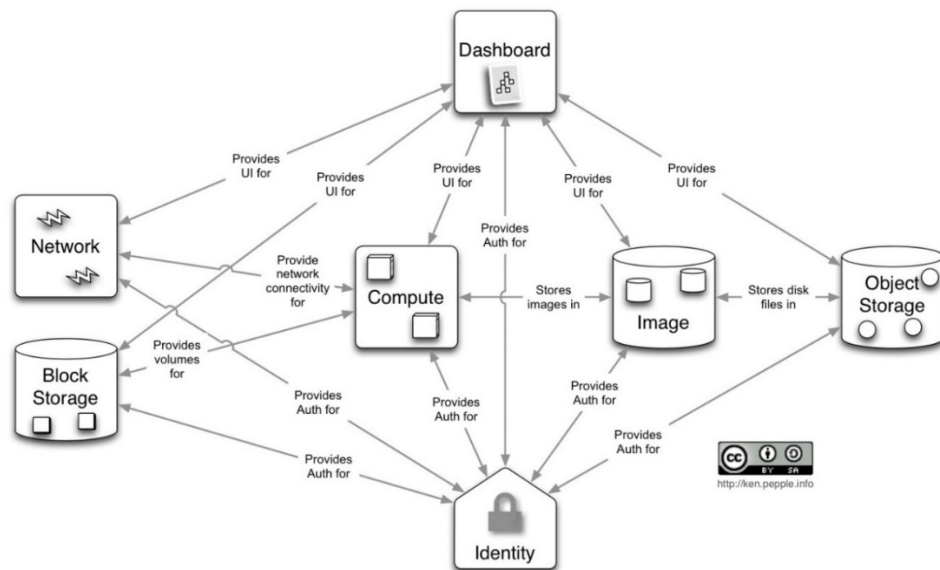 Dashboard
Provides
UI for
Provides
UI for
Provides
UI for
Provides
UI for
Provides
UI for
Provides
Auth for
Network
Provide
network
connectivity
for
Compute
Stores
images in
Image
Stores disk
files in
Object
Storage
Block
Storage
Provides
volumes
for
Provides
Auth for
Provides
Auth for
Provides
Auth for
Provides
Auth for
Provides
Auth for
Identity
cc
BY SA
http://ken.pepple.info